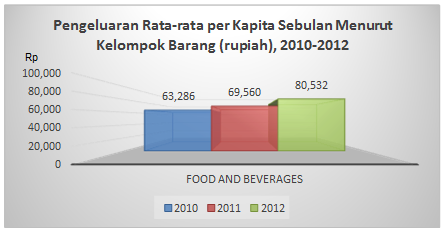 Pengeluaran Rata-rata per Kapita Sebulan Menurut
Kelompok Barang (rupiah), 2010-2012
Rp
100,000
80,000
60,000
40,000
20,000
0
63,286
69,560
80,532
FOOD AND BEVERAGES
2010 2011 2012